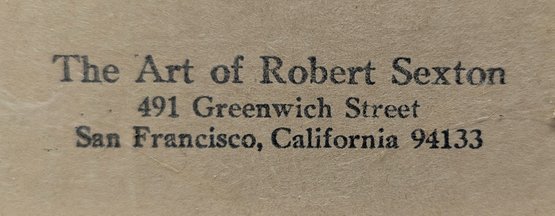 The Art of Robert Sexton
491 Greenwich Street
San Francisco, California 94133